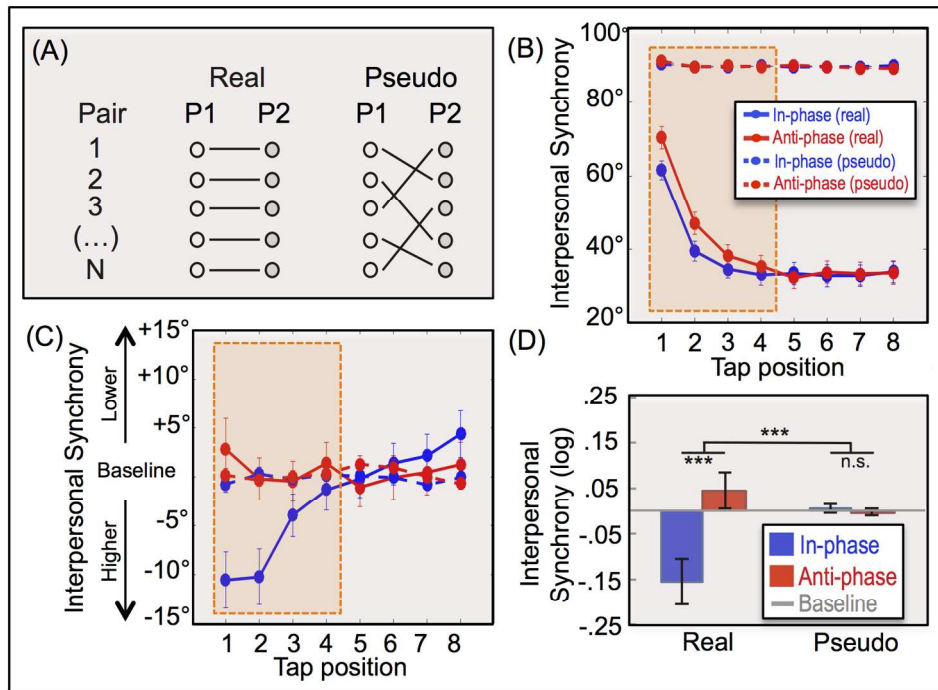 (A)
Real Pseudo
Pair P1 P2 P1 P2
1
2
3
(...)
N
(B)
Interpersonal Synchrony
100°
80°
60°
40°
20°
In-phase (real)
Anti-phase (real)
In-phase (pseudo)
Anti-phase (pseudo)
1 2 3 4 5 6 7 8
Tap position
(C)
Interpersonal Synchrony
Lower
Baseline
Higher
+15°
+10°
+5°
-5°
-10°
-15°
1 2 3 4 5 6 7 8
Tap position
(D)
Interpersonal
Synchrony (log)
.25
.15
.05
-.05
-.15
-.25
***
***
n.s.
In-phase
Anti-phase
Baseline
Real Pseudo